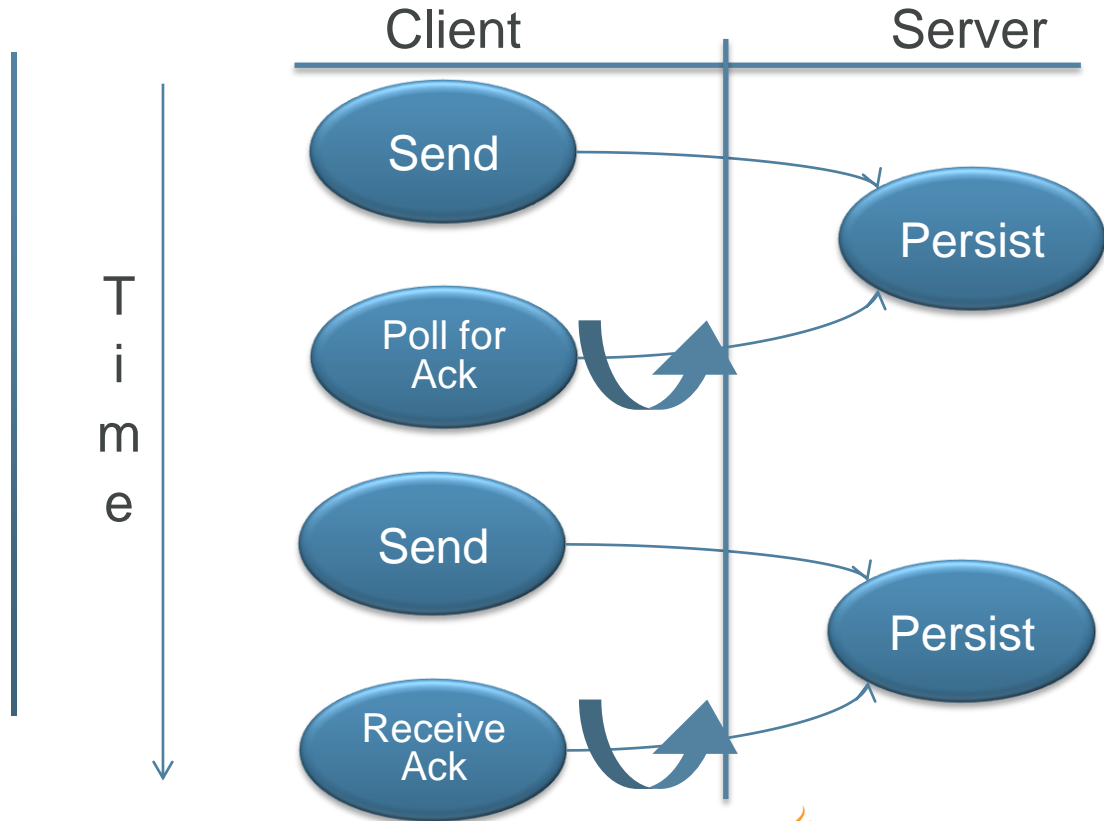 Client
Server
Send
Persist
T
i
m
e
Poll for
Ack
Send
Persist
Receive
Ack